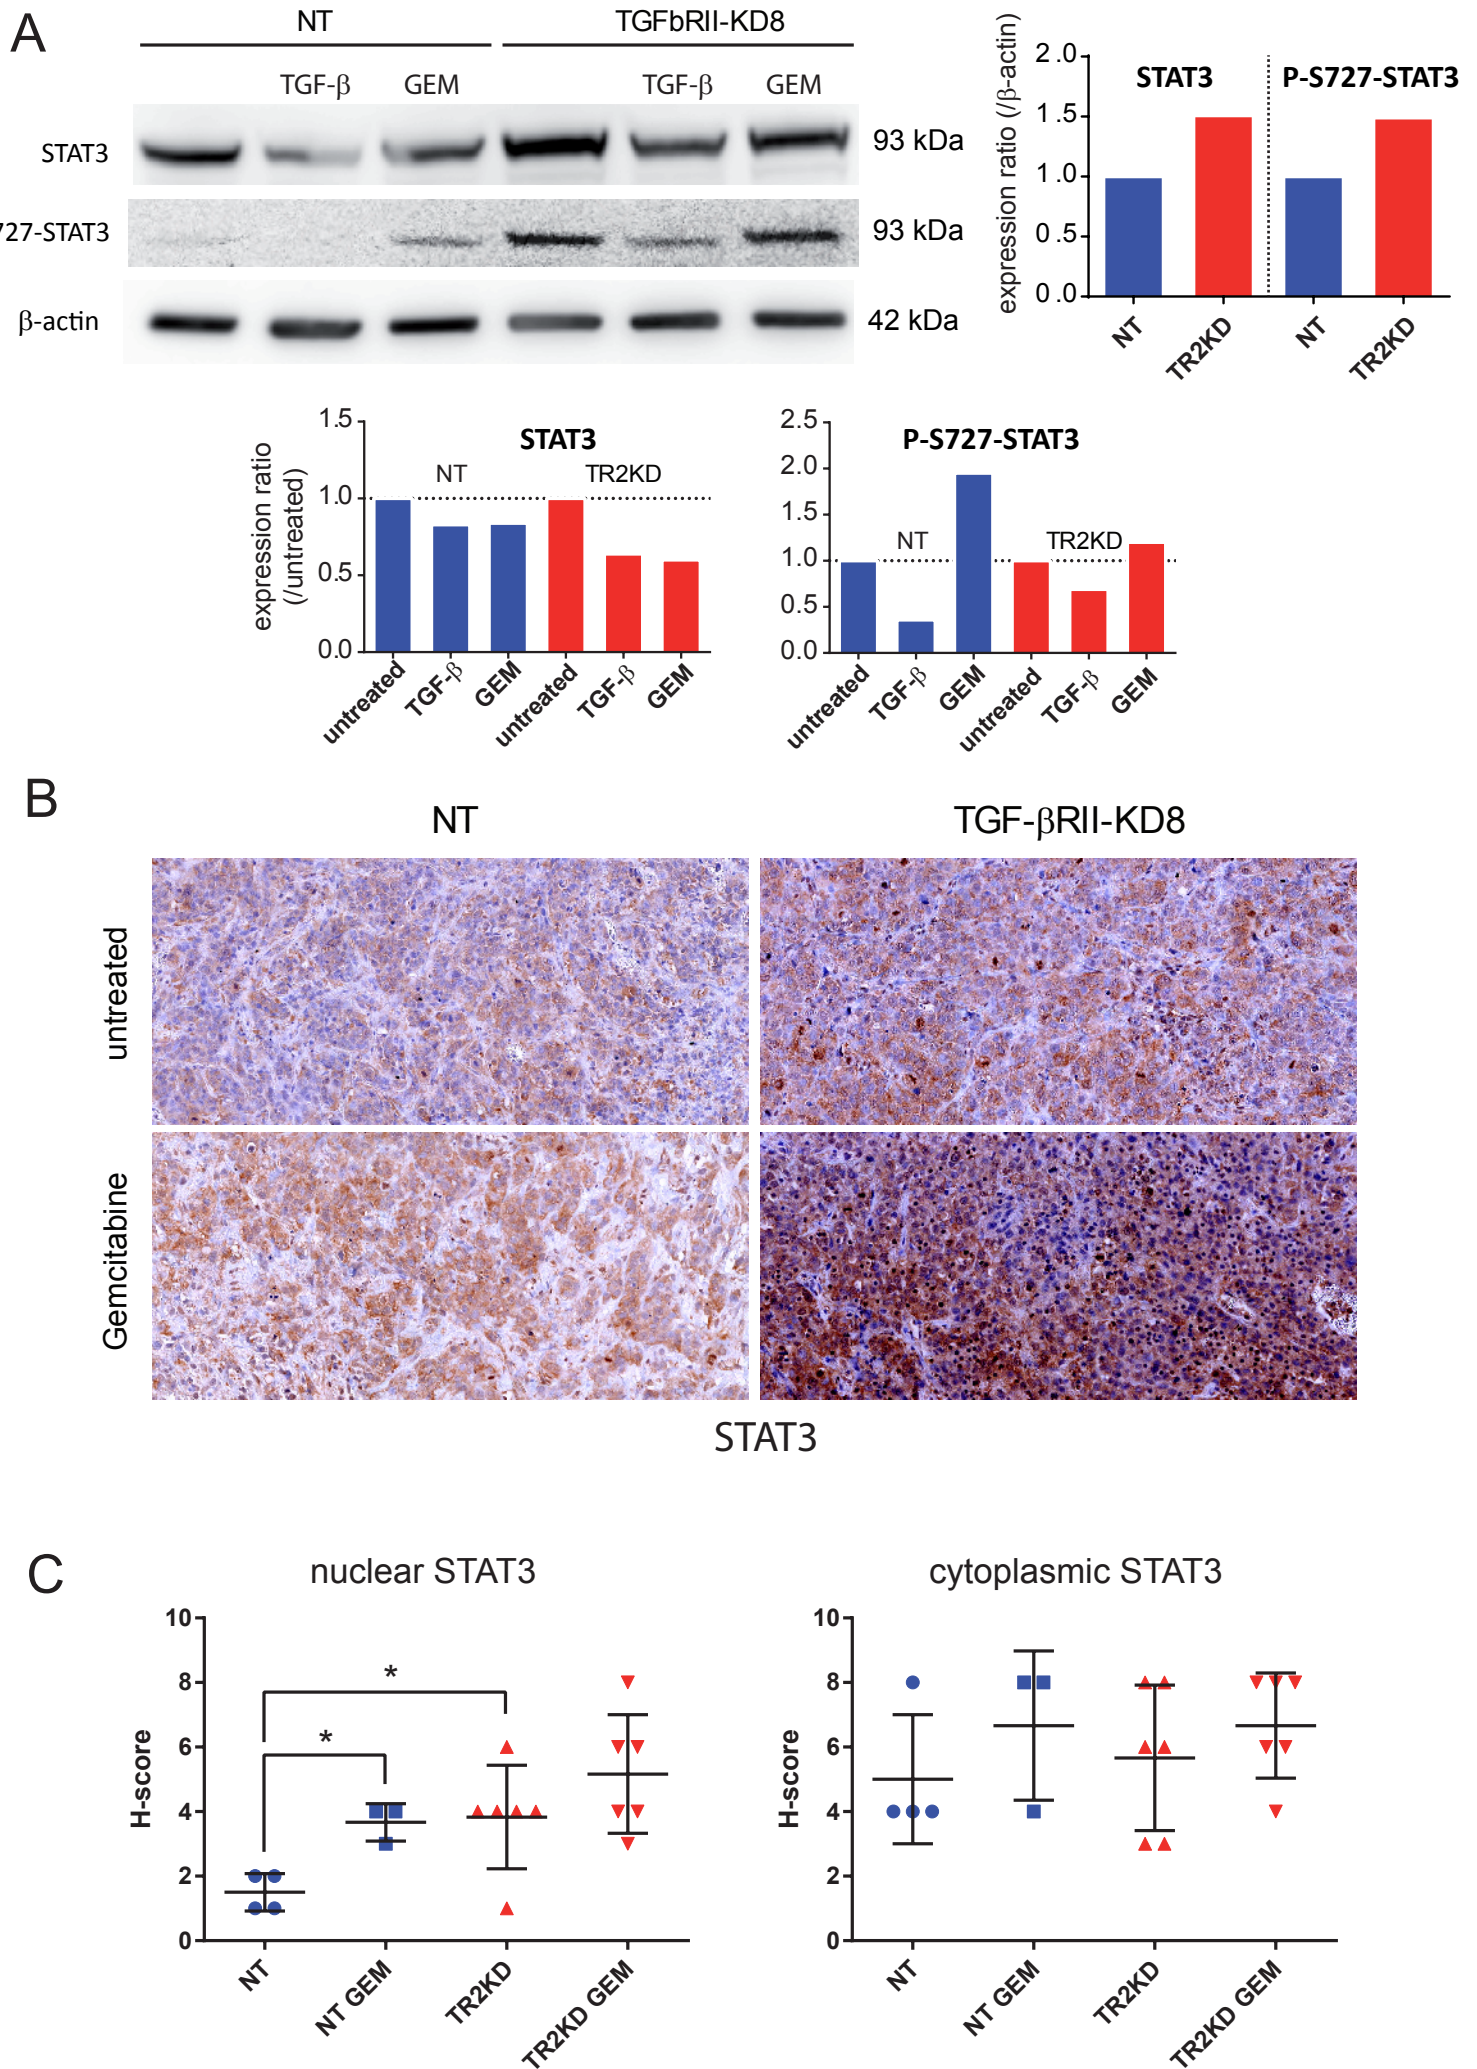 A
NT
TGFbRII-KD8
TGF-β
GEM
TGF-β
GEM
STAT3
93 kDa
727-STAT3
93 kDa
β-actin
42 kDa
expression ratio (/β-actin)
2.0
1.5
1.0
0.5
0.0
STAT3
P-S727-STAT3
NT
TR2KD
NT
TR2KD
expression ratio
(/untreated)
1.5
1.0
0.5
0.0
STAT3
NT
TR2KD
untreated
TGF-β
GEM
untreated
TGF-β
GEM
2.5
2.0
1.5
1.0
0.5
0.0
P-S727-STAT3
NT
TR2KD
untreated
TGF-β
GEM
untreated
TGF-β
GEM
B
NT
TGF-βRII-KD8
untreated
Gemcitabine
STAT3
C
nuclear STAT3
H-score
10
8
6
4
2
0
*
*
NT
NT GEM
TR2KD
TR2KD GEM
cytoplasmic STAT3
H-score
10
8
6
4
2
0
NT
NT GEM
TR2KD
TR2KD GEM